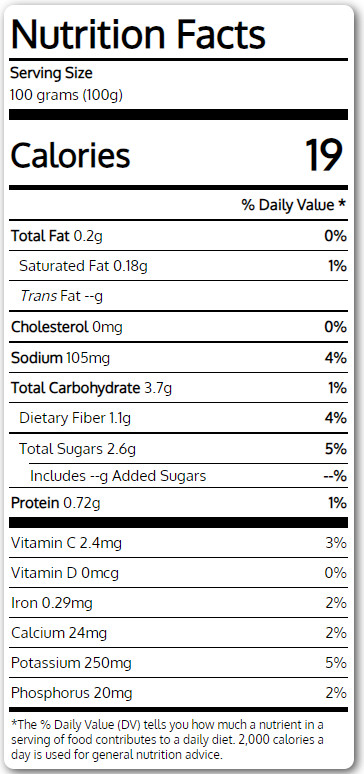 Nutrition Facts
Serving Size
100 grams (100g)
Calories 19
% Daily Value *
Total Fat 0.2g 0%
Saturated Fat 0.18g 1%
Trans Fat --g
Cholesterol 0mg 0%
Sodium 105mg 4%
Total Carbohydrate 3.7g 1%
Dietary Fiber 1.1g 4%
Total Sugars 2.6g 5%
Includes --g Added Sugars --%
Protein 0.72g 1%
Vitamin C 2.4mg 3%
Vitamin D 0mcg 0%
Iron 0.29mg 2%
Calcium 24mg 2%
Potassium 250mg 5%
Phosphorus 20mg 2%
*The % Daily Value (DV) tells you how much a nutrient in a
serving of food contributes to a daily diet. 2,000 calories a
day is used for general nutrition advice.